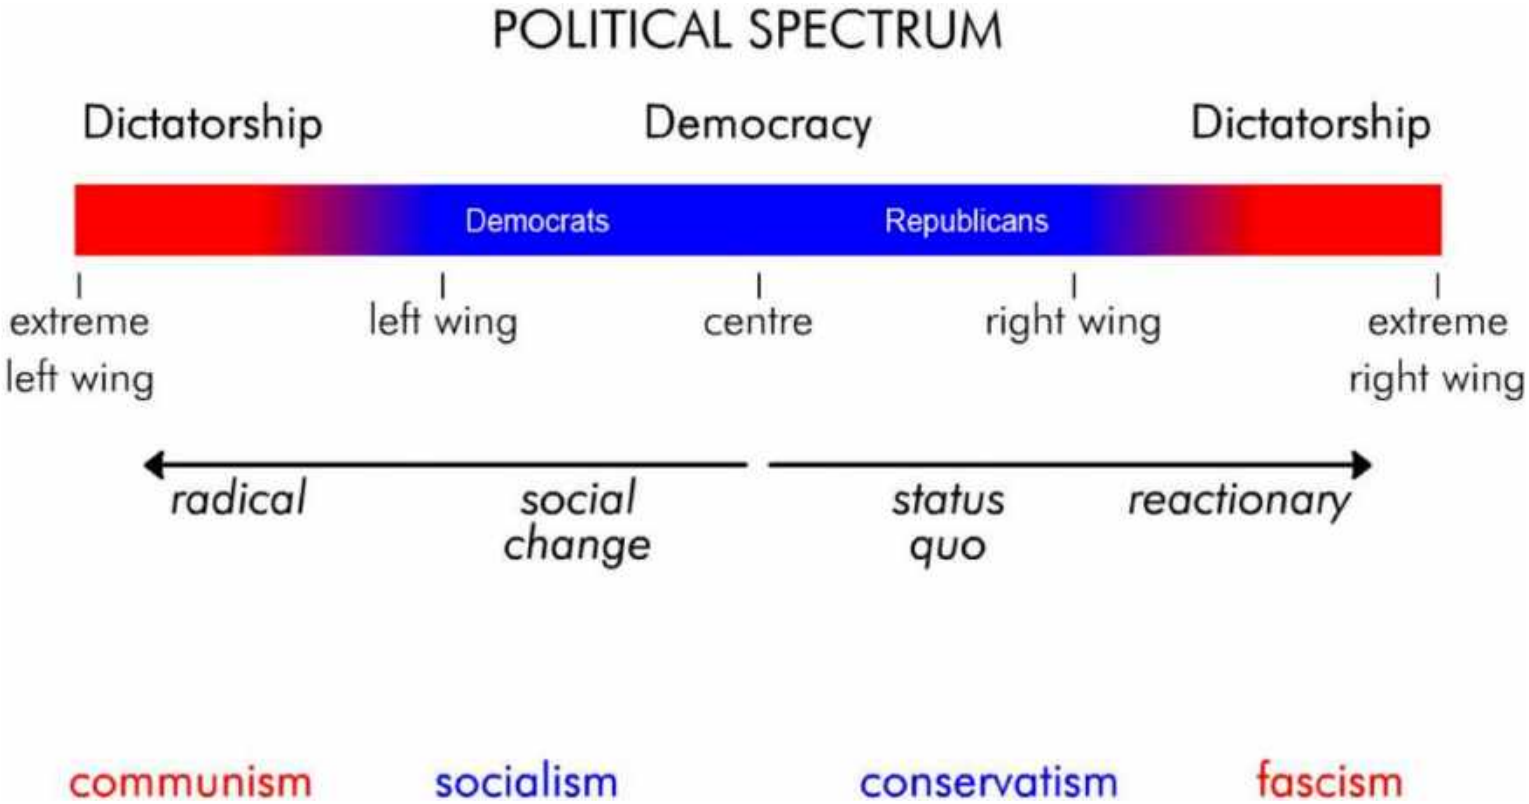 POLITICAL SPECTRUM
Dictatorship Democracy Dictatorship
Democrats Republicans
extreme left wing centre right wing extreme
left wing right wing
radical social status reactionary
change quo
communism socialism conservatism fascism